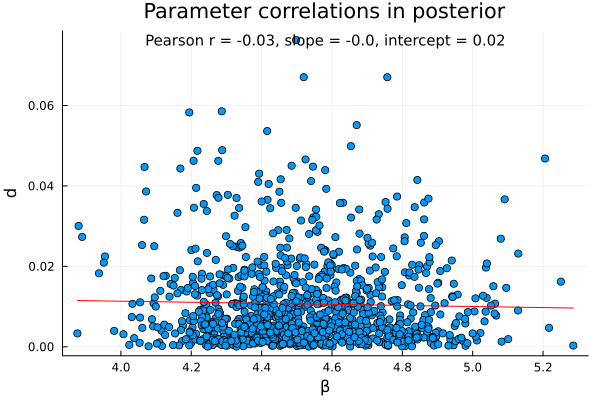 Parameter correlations in posterior
Pearson r = -0.03, slope = -0.0, intercept = 0.02
d
0.06
0.04
0.02
0.00
4.0 4.2 4.4 4.6 4.8 5.0 5.2
β